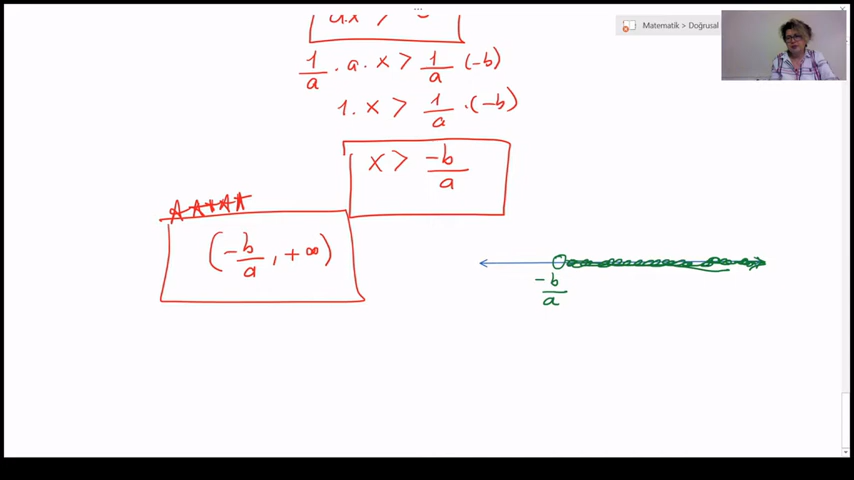 a.x >
Matematik > Doğrusal
1/a . a . x > 1/a (-b)
1. x > 1/a .(-b)
x > -b/a
(-b/a, +∞)
-b/a